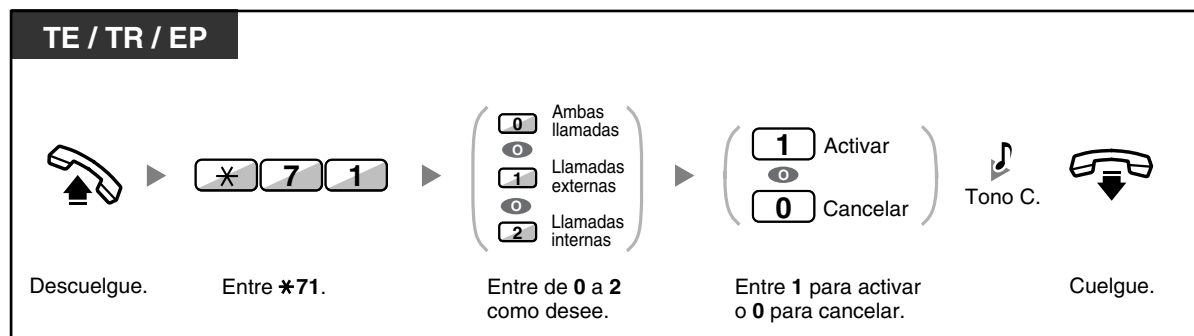 TE / TR / EP
0 Ambas
llamadas
O
1 Llamadas
externas
O
2 Llamadas
internas
* 7 1
1 Activar
O
0 Cancelar
Tono C.
Descuelgue.
Entre *71.
Entre de 0 a 2
como desee.
Entre 1 para activar
o 0 para cancelar.
Cuelgue.